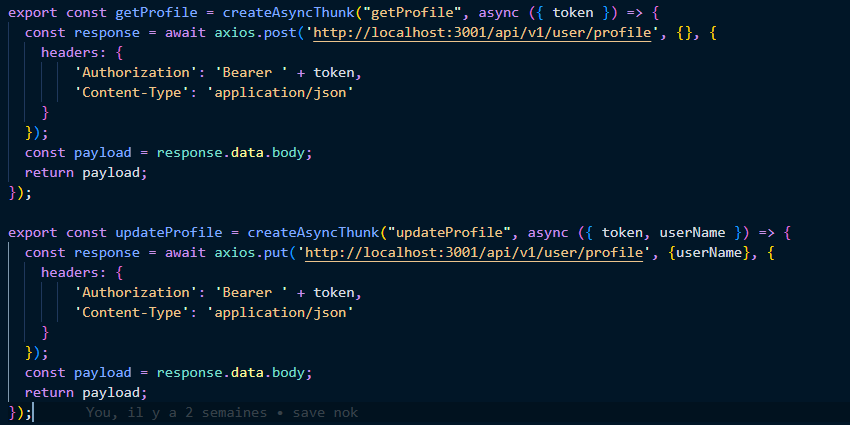 export const getProfile = createAsyncThunk("getProfile", async ({ token }) => {
const response = await axios.post('http://localhost:3001/api/v1/user/profile', {}, {
headers: {
'Authorization': 'Bearer ' + token,
'Content-Type': 'application/json'
}
});
const payload = response.data.body;
return payload;
});
export const updateProfile = createAsyncThunk("updateProfile", async ({ token, userName }) => {
const response = await axios.put('http://localhost:3001/api/v1/user/profile', {userName}, {
headers: {
'Authorization': 'Bearer ' + token,
'Content-Type': 'application/json'
}
});
const payload = response.data.body;
return payload;
}); You, il y a 2 semaines • save nok